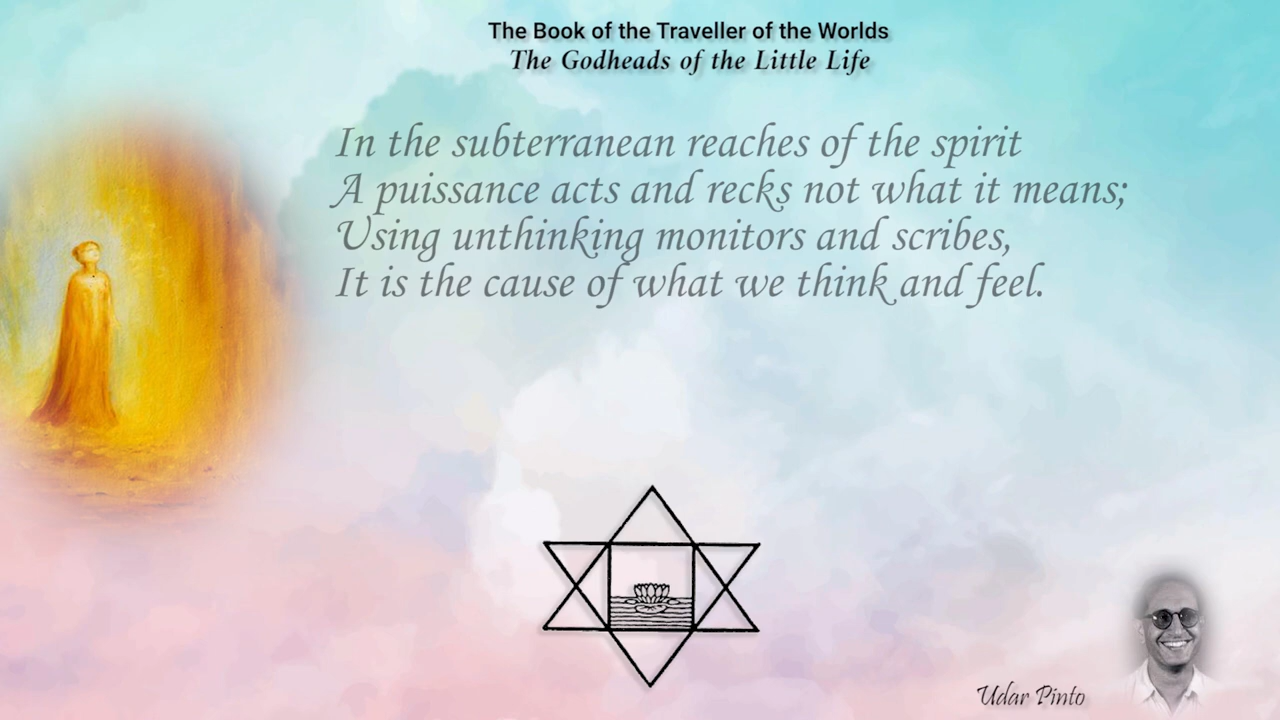 The Book of the Traveller of the Worlds
The Godheads of the Little Life
In the subterranean reaches of the spirit
A puissance acts and recks not what it means;
Using unthinking monitors and scribes,
It is the cause of what we think and feel.
Udar Pinto